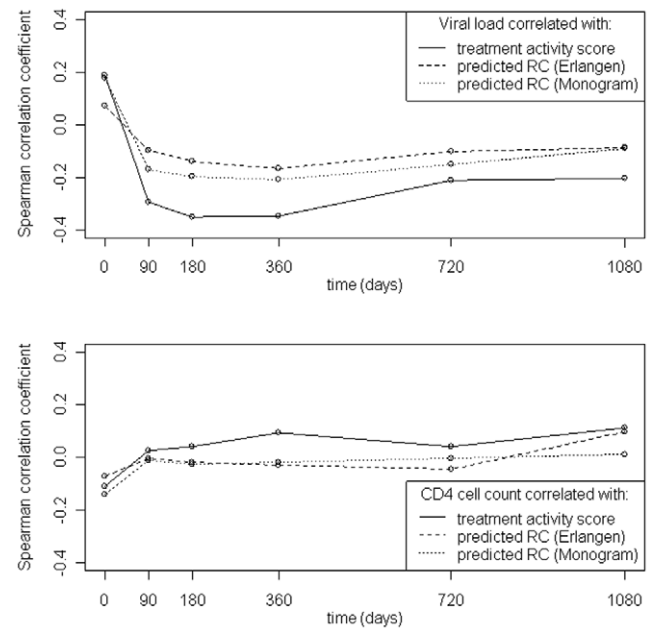 Spearman correlation coefficient
0.4
0.2
0.0
-0.2
-0.4
Viral load correlated with:
treatment activity score
predicted RC (Erlangen)
predicted RC (Monogram)
0 90 180 360 720 1080
time (days)
Spearman correlation coefficient
0.4
0.2
0.0
-0.2
-0.4
CD4 cell count correlated with:
treatment activity score
predicted RC (Erlangen)
predicted RC (Monogram)
0 90 180 360 720 1080
time (days)